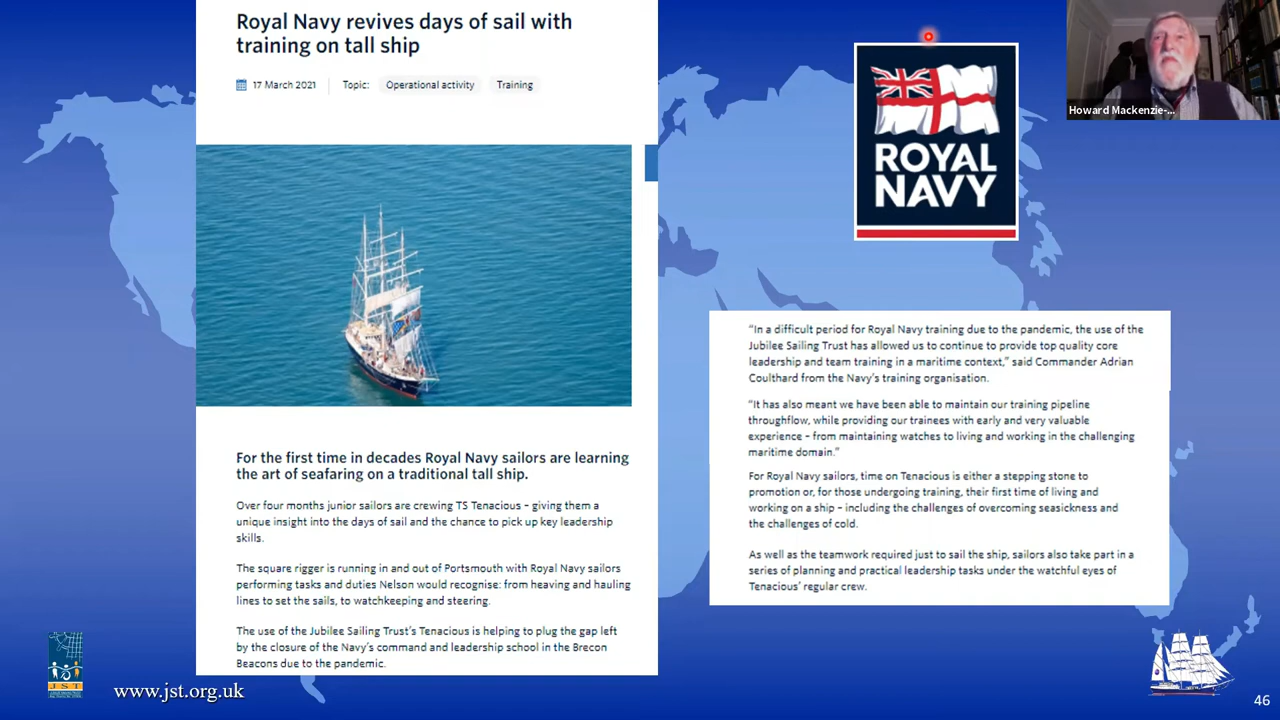 Royal Navy revives days of sail with
training on tall ship
17 March 2021
Topic:
Operational activity
Training
For the first time in decades Royal Navy sailors are learning
the art of seafaring on a traditional tall ship.
Over four months junior sailors are crewing TS Tenacious – giving them a
unique insight into the days of sail and the chance to pick up key leadership
skills.
The square rigger is running in and out of Portsmouth with Royal Navy sailors
performing tasks and duties Nelson would recognise: from heaving and hauling
lines to set the sails, to watchkeeping and steering.
The use of the Jubilee Sailing Trust's Tenacious is helping to plug the gap left
by the closure of the Navy's command and leadership school in the Brecon
Beacons due to the pandemic.
ROYAL
NAVY
Howard Mackenzie-...
“In a difficult period for Royal Navy training due to the pandemic, the use of the
Jubilee Sailing Trust has allowed us to continue to provide top quality core
leadership and team training in a maritime context,” said Commander Adrian
Coulthard from the Navy's training organisation.
“It has also meant we have been able to maintain our training pipeline
throughflow, while providing our trainees with early and very valuable
experience – from maintaining watches to living and working in the challenging
maritime domain.”
For Royal Navy sailors, time on Tenacious is either a stepping stone to
promotion or, for those undergoing training, their first time of living and
working on a ship – including the challenges of overcoming seasickness and
the challenges of cold.
As well as the teamwork required just to sail the ship, sailors also take part in a
series of planning and practical leadership tasks under the watchful eyes of
Tenacious' regular crew.
JST
www.jst.org.uk
46